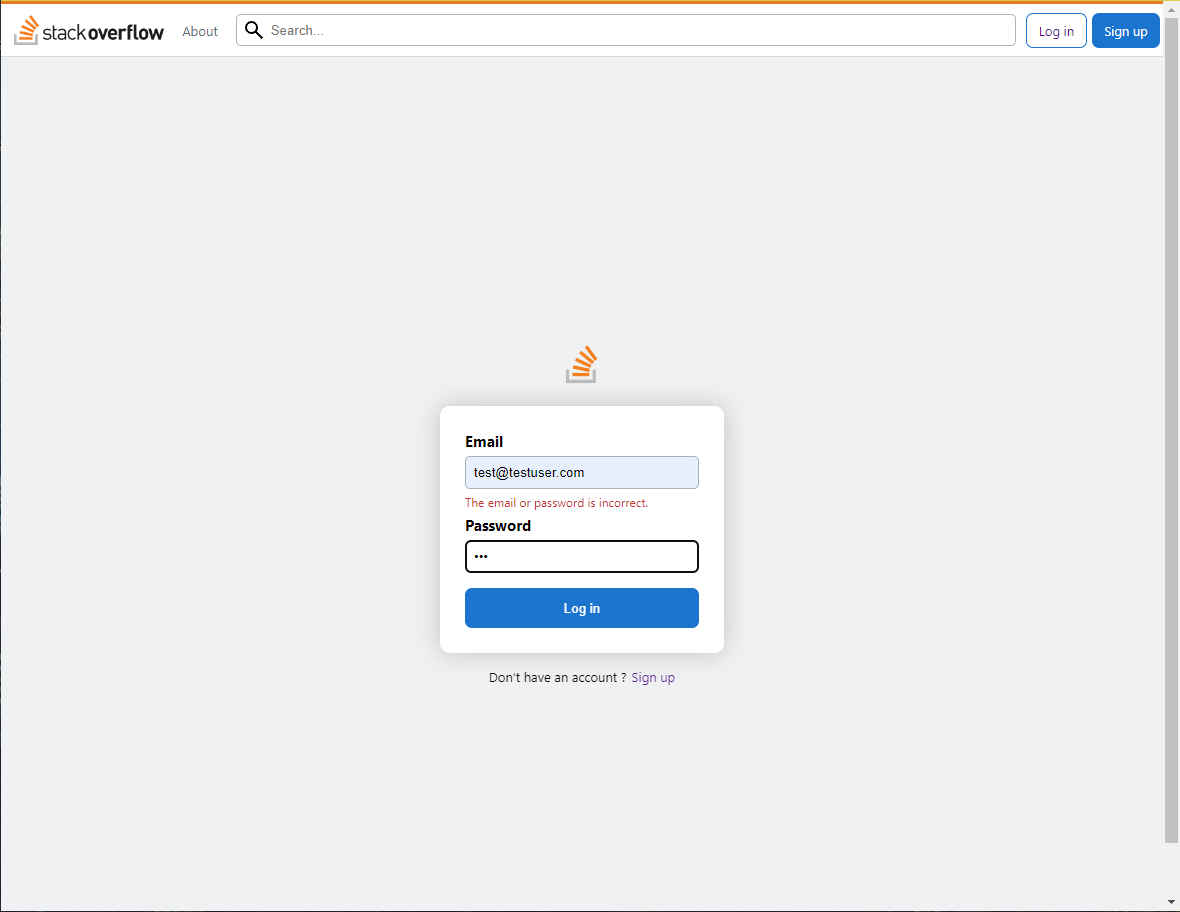 stackoverflow About Search... Log in Sign up
Email
test@testuser.com
The email or password is incorrect.
Password
•••
Log in
Don't have an account ? Sign up